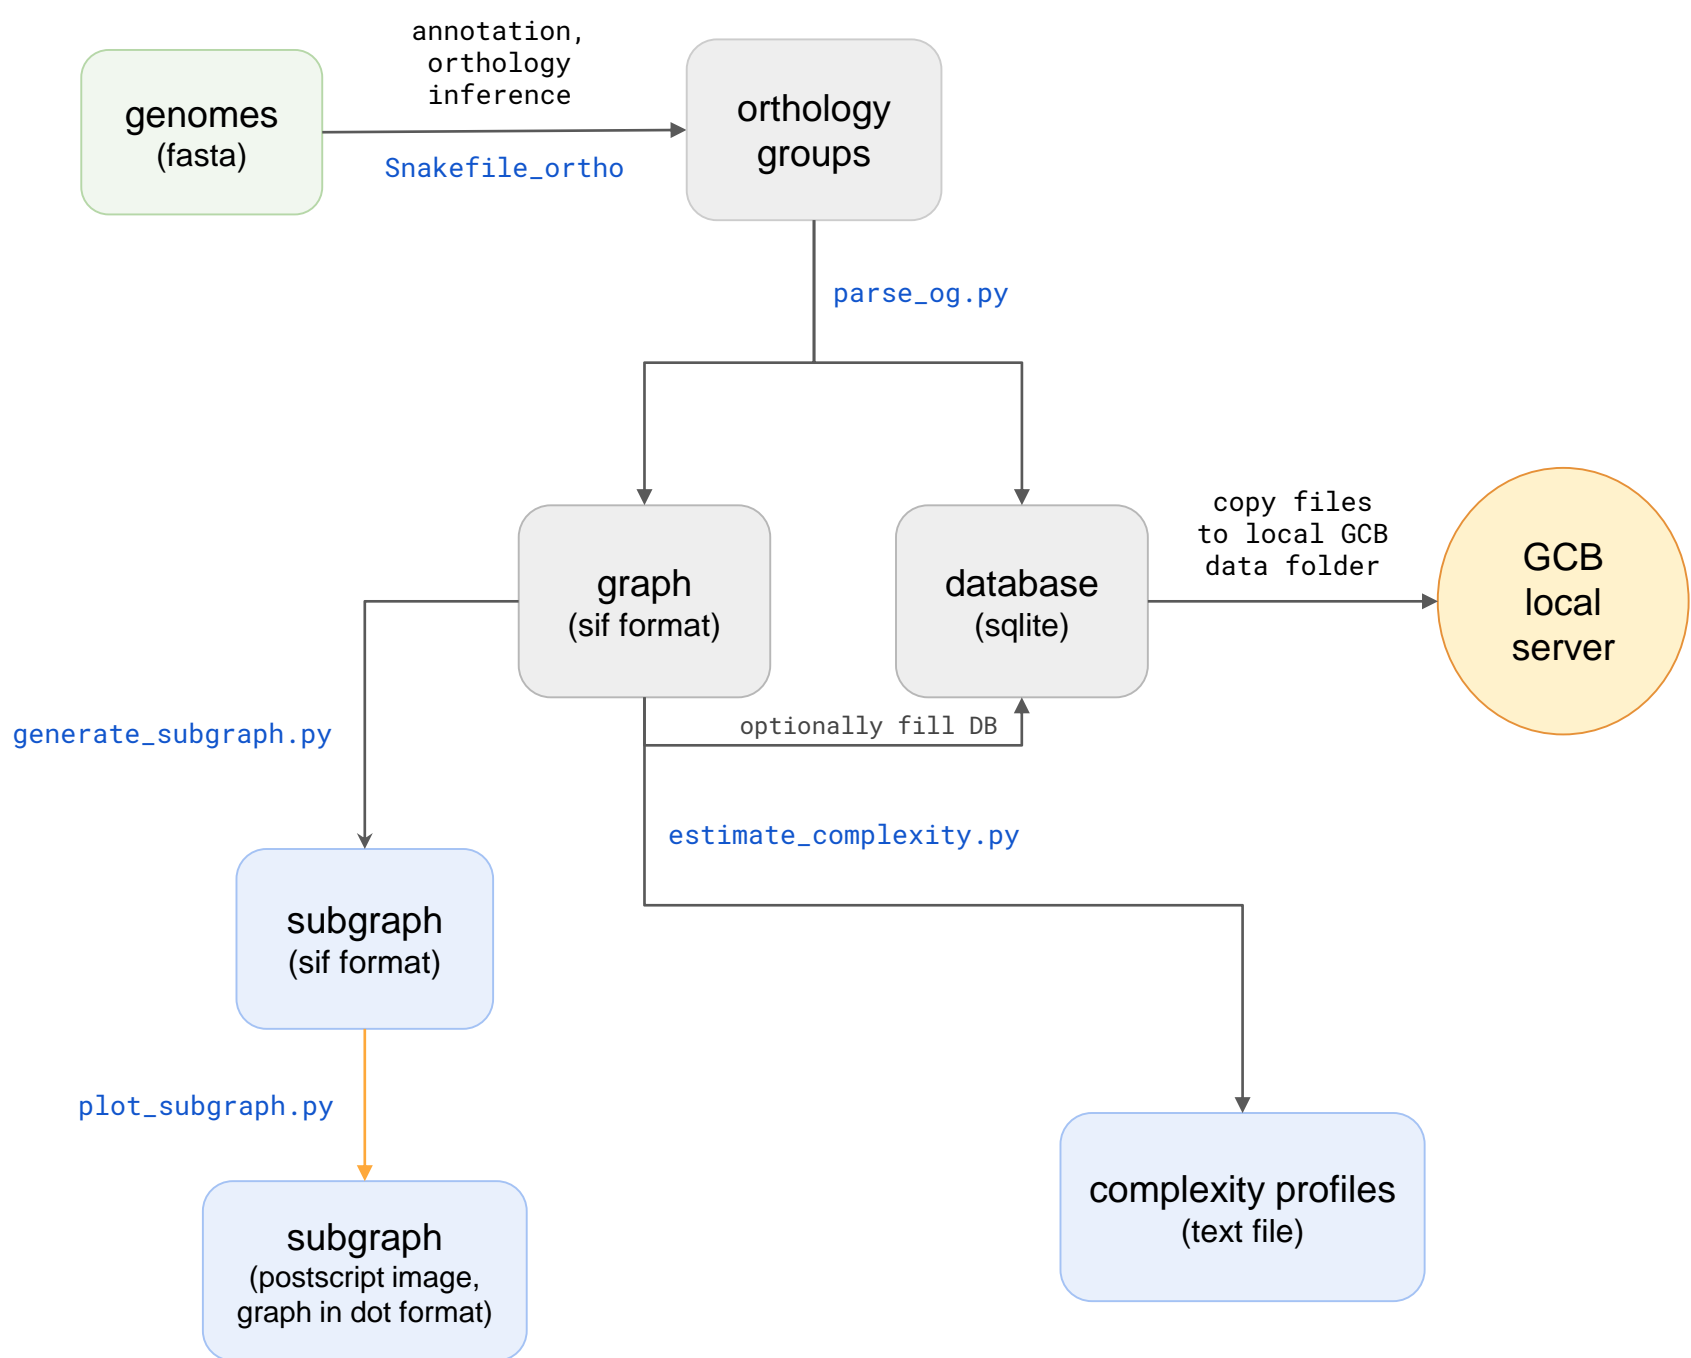 annotation,
orthology
inference
genomes
(fasta)
Snakefile_ortho
orthology
groups
parse_og.py
graph
(sif format)
database
(sqlite)
copy files
to local GCB
data folder
GCB
local
server
optionally fill DB
generate_subgraph.py
estimate_complexity.py
subgraph
(sif format)
plot_subgraph.py
complexity profiles
(text file)
subgraph
(postscript image,
graph in dot format)